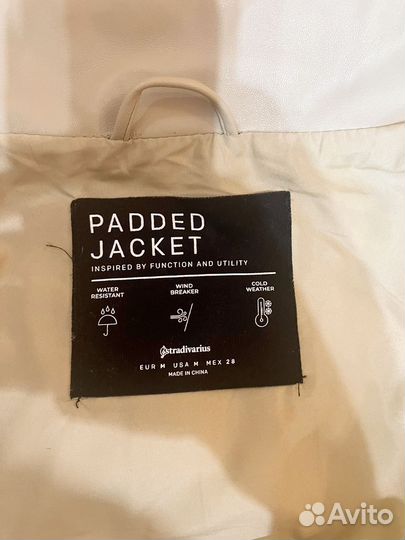 PADDED
JACKET
INSPIRED BY FUNCTION AND UTILITY
WATER
RESISTANT
WIND
BREAKER
COLD
WEATHER
stradivarius
EUR M USA M MEX 28
MADE IN CHINA
Avito